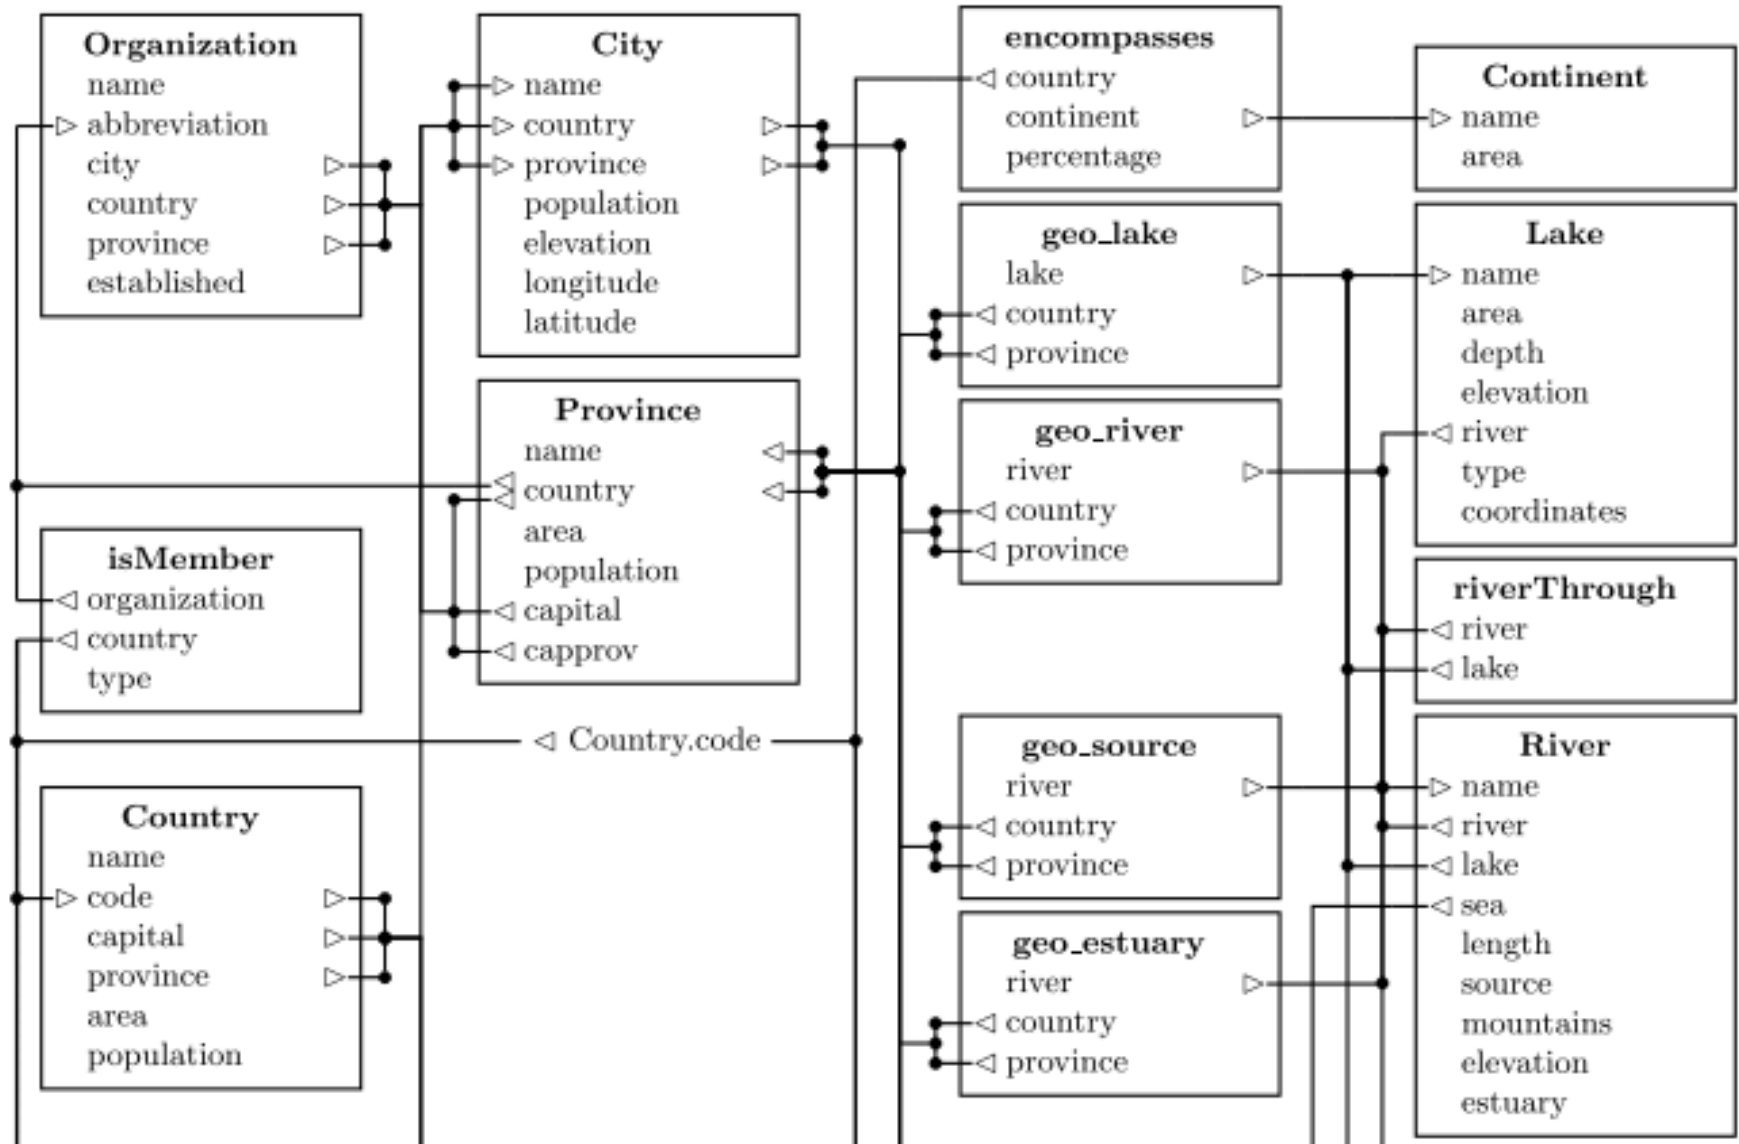 Organization
name
abbreviation
city
country
province
established
City
name
country
province
population
elevation
longitude
latitude
encompasses
country
continent
percentage
Continent
name
area
geo_lake
lake
country
province
Lake
name
area
depth
elevation
river
type
coordinates
Province
name
country
area
population
capital
capprov
geo_river
river
country
province
isMember
organization
country
type
riverThrough
river
lake
Country.code
geo_source
river
country
province
River
name
river
lake
sea
length
source
mountains
elevation
estuary
Country
name
code
capital
province
area
population
geo_estuary
river
country
province